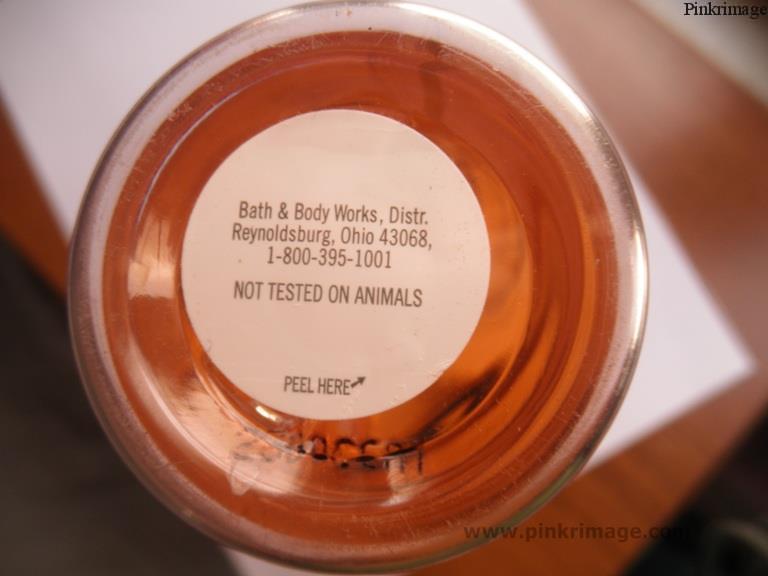 Pinkrimage
Bath & Body Works, Distr.
Reynoldsburg, Ohio 43068,
1-800-395-1001
NOT TESTED ON ANIMALS
PEEL HERE
www.pinkrimage.com